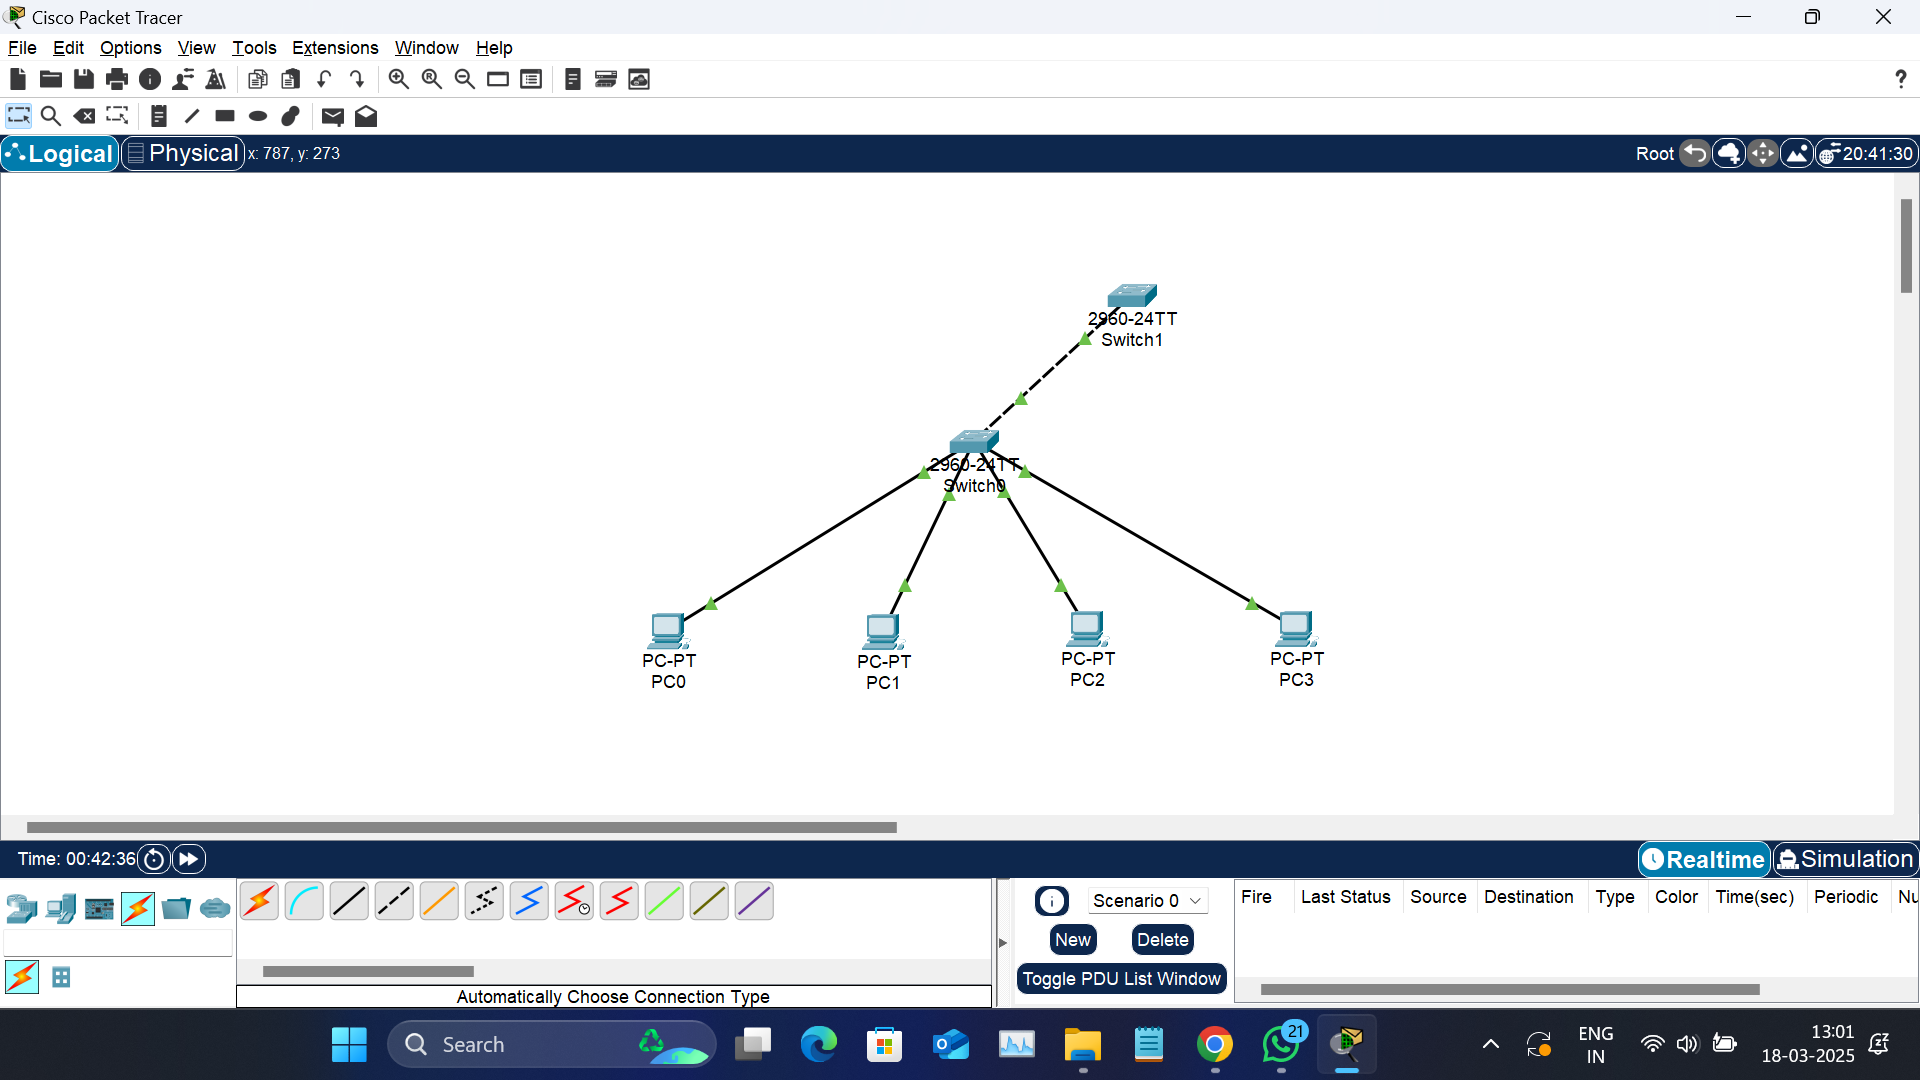 Cisco Packet Tracer
File Edit Options View Tools Extensions Window Help
?
Logical Physical x: 787, y: 273 Root 20:41:30
2960-24TT
Switch1
2960-24TT
Switch0
PC-PT
PC0
PC-PT
PC1
PC-PT
PC2
PC-PT
PC3
Time: 00:42:36 Realtime Simulation
Scenario 0
New Delete
Toggle PDU List Window
Fire Last Status Source Destination Type Color Time(sec) Periodic Nu
Automatically Choose Connection Type
Search
21
ENG
IN
13:01
18-03-2025